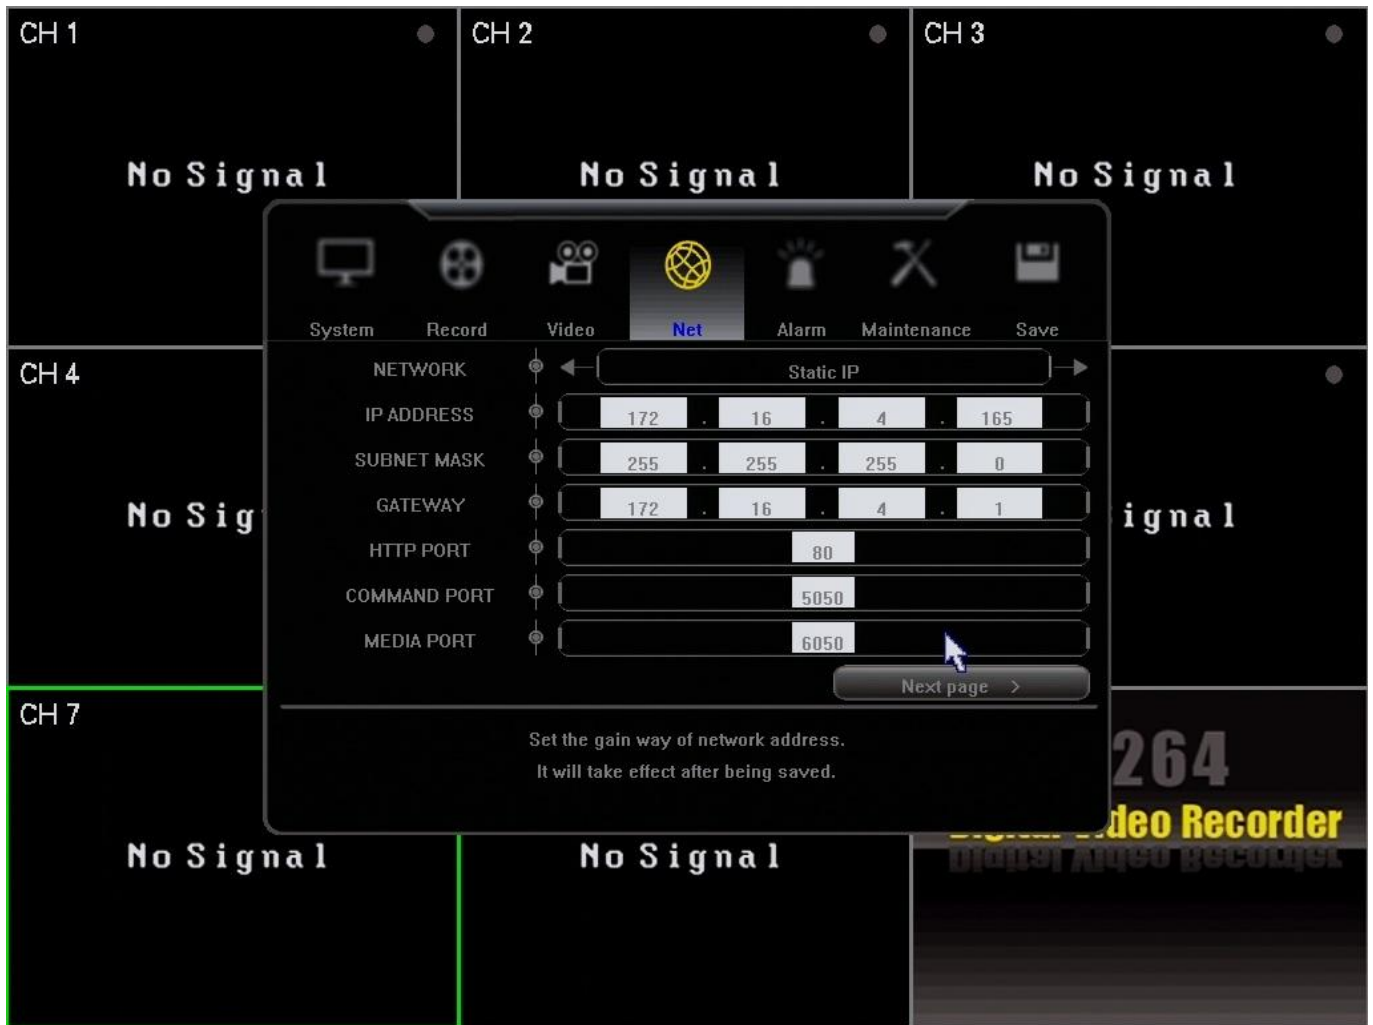 CH 1
CH 2
CH 3
No Signal
No Signal
No Signal
System Record Video Net Alarm Maintenance Save
CH 4
NETWORK Static IP
IP ADDRESS 172 . 16 . 4 . 165
SUBNET MASK 255 . 255 . 255 . 0
GATEWAY 172 . 16 . 4 . 1
No Sig
ignal
HTTP PORT 80
COMMAND PORT 5050
MEDIA PORT 6050
Next page >
CH 7
Set the gain way of network address.
It will take effect after being saved.
264
deo Recorder
No Signal
No Signal